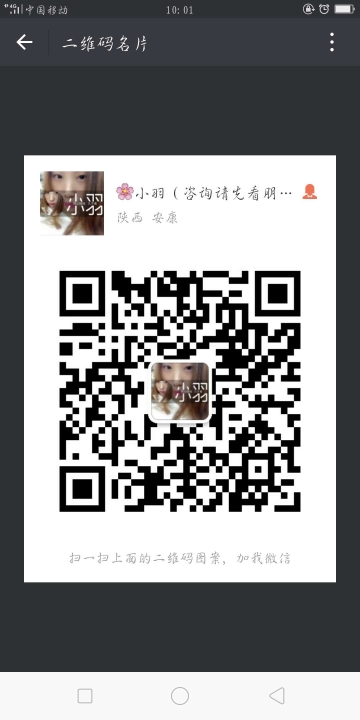 中国移动 10:01
二维码名片
🌸小羽（咨询请先看朋…
陕西 安康
小羽
小羽
扫一扫上面的二维码图案，加我微信